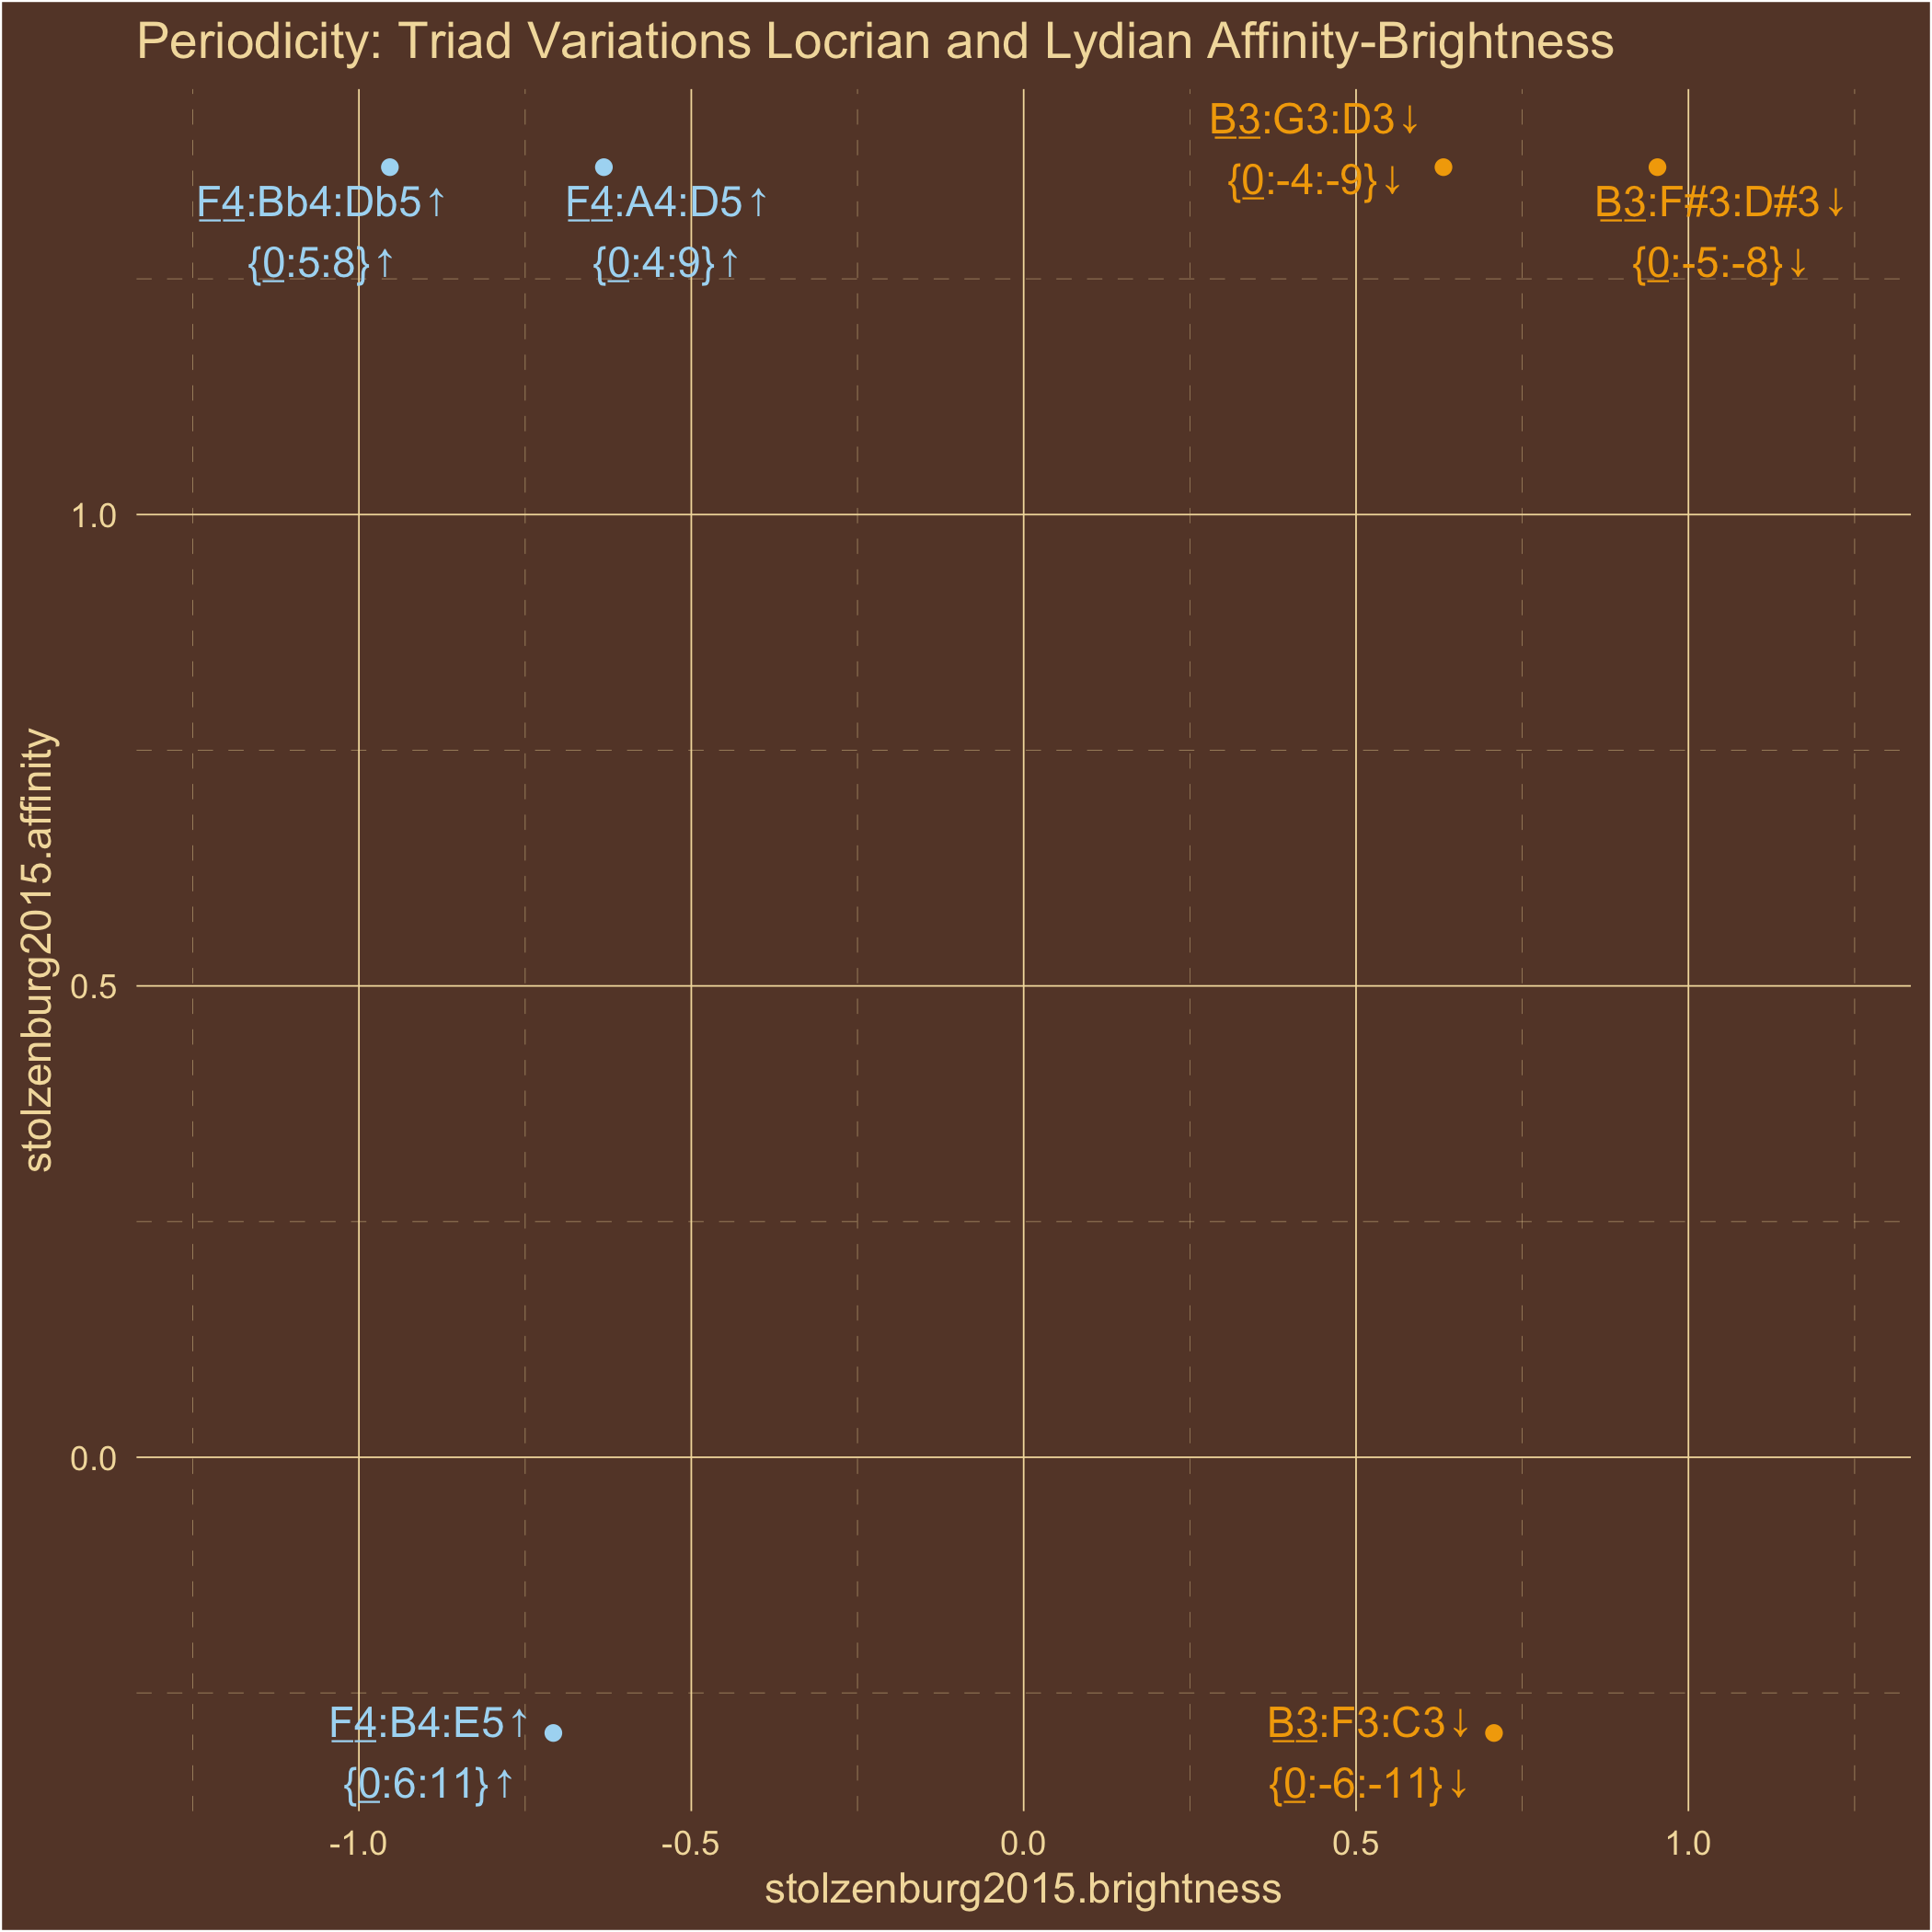 Periodicity: Triad Variations Locrian and Lydian Affinity-Brightness
B3:G3:D3↓
{0:-4:-9}↓
F4:Bb4:Db5↑
{0:5:8}↑
F4:A4:D5↑
{0:4:9}↑
B3:F#3:D#3↓
{0:-5:-8}↓
1.0
0.5
0.0
stolzenburg2015.affinity
F4:B4:E5↑
{0:6:11}↑
B3:F3:C3↓
{0:-6:-11}↓
-1.0
-0.5
0.0
0.5
1.0
stolzenburg2015.brightness